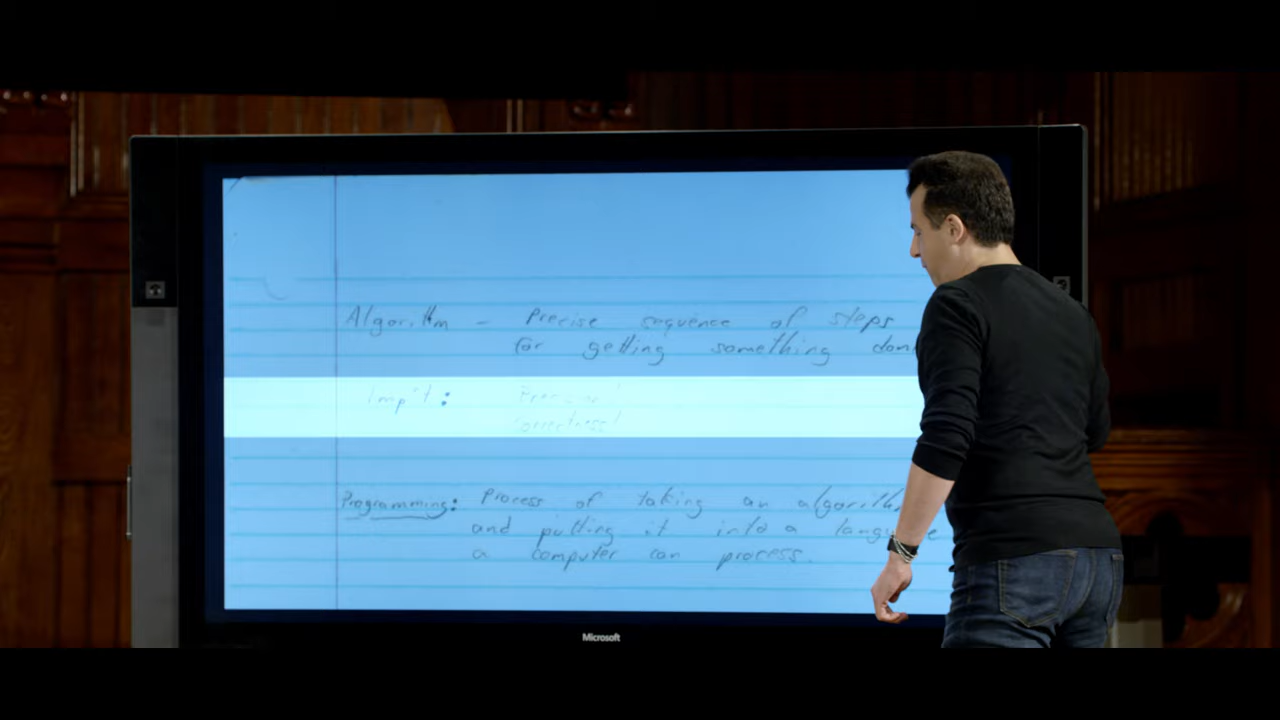 Algorithm - Precise sequence of steps
for getting something
Imp't: Precision!
correctness!
Programming: Process of taking an
and putting it into a
a computer can process.
Microsoft